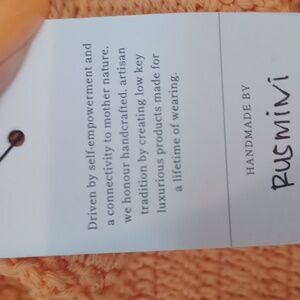 Driven by self-empowerment and
a connectivity to mother nature,
we honour handcrafted, artisan
tradition by creating low key
luxurious products made for
a lifetime of wearing.
HANDMADE BY
RUSMINI